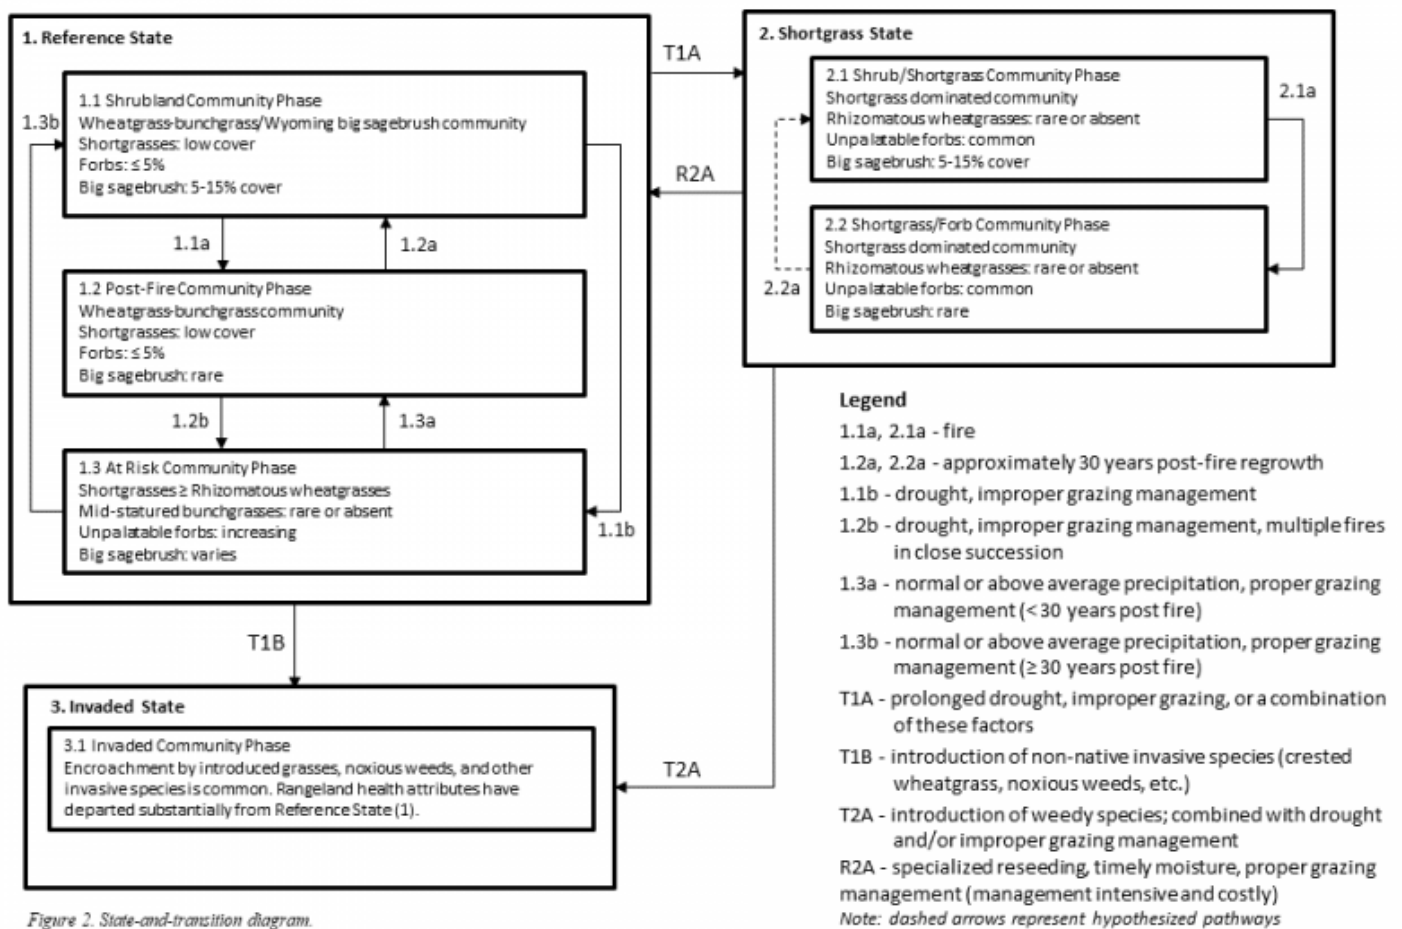 1. Reference State
1.1 Shrubland Community Phase
Wheatgrass-bunchgrass/Wyoming big sagebrush community
Shortgrasses: low cover
Forbs: ≤ 5%
Big sagebrush: 5-15% cover
1.3b
1.1a
1.2a
1.2 Post-Fire Community Phase
Wheatgrass-bunchgrass community
Shortgrasses: low cover
Forbs: ≤ 5%
Big sagebrush: rare
1.2b
1.3a
1.3 At Risk Community Phase
Shortgrasses ≥ Rhizomatous wheatgrasses
Mid-statured bunchgrasses: rare or absent
Unpalatable forbs: increasing
Big sagebrush: varies
1.1b
T1A
R2A
2. Shortgrass State
2.1 Shrub/Shortgrass Community Phase
Shortgrass dominated community
Rhizomatous wheatgrasses: rare or absent
Unpalatable forbs: common
Big sagebrush: 5-15% cover
2.1a
2.2 Shortgrass/Forb Community Phase
Shortgrass dominated community
Rhizomatous wheatgrasses: rare or absent
Unpalatable forbs: common
Big sagebrush: rare
2.2a
T1B
3. Invaded State
3.1 Invaded Community Phase
Encroachment by introduced grasses, noxious weeds, and other
invasive species is common. Rangeland health attributes have
departed substantially from Reference State (1).
T2A
Legend
1.1a, 2.1a - fire
1.2a, 2.2a - approximately 30 years post-fire regrowth
1.1b - drought, improper grazing management
1.2b - drought, improper grazing management, multiple fires
in close succession
1.3a - normal or above average precipitation, proper grazing
management (< 30 years post fire)
1.3b - normal or above average precipitation, proper grazing
management (≥ 30 years post fire)
T1A - prolonged drought, improper grazing, or a combination
of these factors
T1B - introduction of non-native invasive species (crested
wheatgrass, noxious weeds, etc.)
T2A - introduction of weedy species; combined with drought
and/or improper grazing management
R2A - specialized reseeding, timely moisture, proper grazing
management (management intensive and costly)
Note: dashed arrows represent hypothesized pathways
Figure 2. State-and-transition diagram.